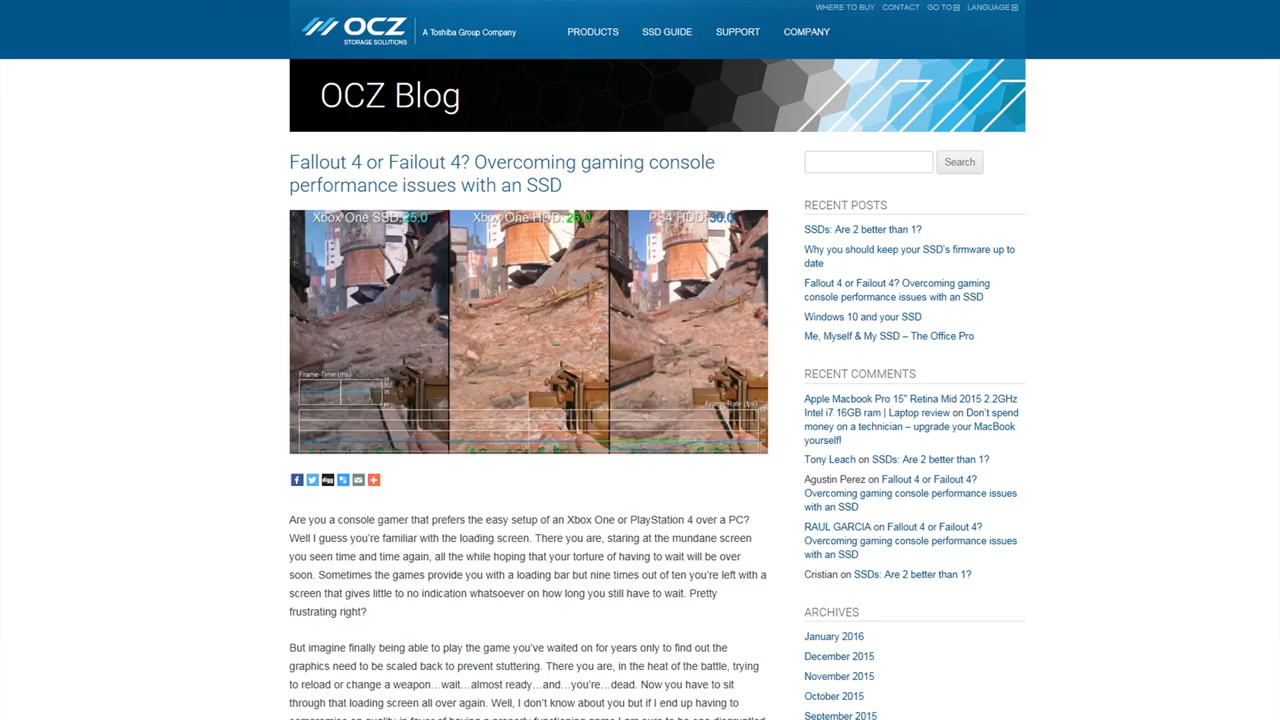 WHERE TO BUY CONTACT GO TO LANGUAGE
OCZ
STORAGE SOLUTIONS
A Toshiba Group Company
PRODUCTS SSD GUIDE SUPPORT COMPANY
OCZ Blog
Fallout 4 or Failout 4? Overcoming gaming console
performance issues with an SSD
Xbox One SSD: 25.0
Xbox One HDD: 26.0
PS4 HDD: 30.0
Frame-Time (ms)
Frame-Rate (fps)
digg
Are you a console gamer that prefers the easy setup of an Xbox One or PlayStation 4 over a PC?
Well I guess you're familiar with the loading screen. There you are, staring at the mundane screen
you seen time and time again, all the while hoping that your torture of having to wait will be over
soon. Sometimes the games provide you with a loading bar but nine times out of ten you're left with a
screen that gives little to no indication whatsoever on how long you still have to wait. Pretty
frustrating right?
But imagine finally being able to play the game you've waited on for years only to find out the
graphics need to be scaled back to prevent stuttering. There you are, in the heat of the battle, trying
to reload or change a weapon…wait…almost ready…and…you're…dead. Now you have to sit
through that loading screen all over again. Well, I don't know about you but if I end up having to
Search
RECENT POSTS
SSDs: Are 2 better than 1?
Why you should keep your SSD's firmware up to
date
Fallout 4 or Failout 4? Overcoming gaming
console performance issues with an SSD
Windows 10 and your SSD
Me, Myself & My SSD – The Office Pro
RECENT COMMENTS
Apple Macbook Pro 15" Retina Mid 2015 2.2GHz
Intel i7 16GB ram | Laptop review on Don't spend
money on a technician – upgrade your MacBook
yourself!
Tony Leach on SSDs: Are 2 better than 1?
Agustin Perez on Fallout 4 or Failout 4?
Overcoming gaming console performance issues
with an SSD
RAUL GARCIA on Fallout 4 or Failout 4?
Overcoming gaming console performance issues
with an SSD
Cristian on SSDs: Are 2 better than 1?
ARCHIVES
January 2016
December 2015
November 2015
October 2015
September 2015